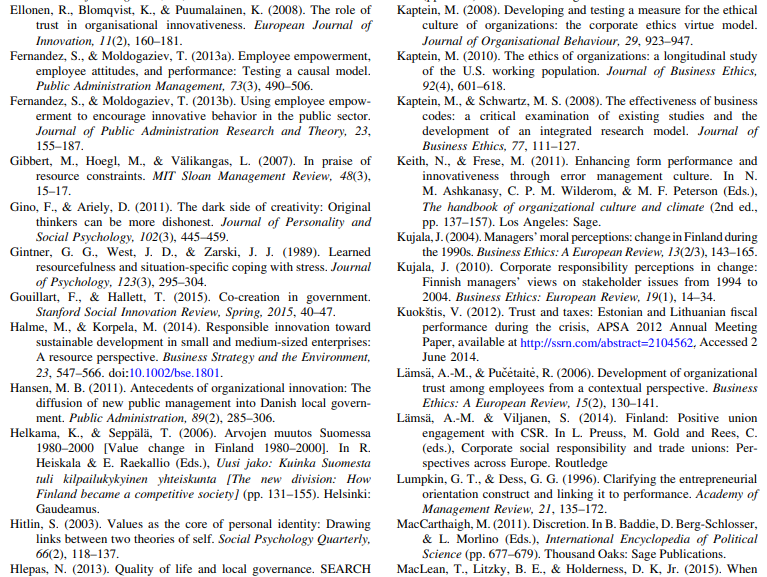 Ellonen, R., Blomqvist, K., & Puumalainen, K. (2008). The role of
trust in organisational innovativeness. European Journal of
Innovation, 11(2), 160–181.
Fernandez, S., & Moldogaziev, T. (2013a). Employee empowerment,
employee attitudes, and performance: Testing a causal model.
Public Administration Management, 73(3), 490–506.
Fernandez, S., & Moldogaziev, T. (2013b). Using employee empow-
erment to encourage innovative behavior in the public sector.
Journal of Public Administration Research and Theory, 23,
155–187.
Gibbert, M., Hoegl, M., & Välikangas, L. (2007). In praise of
resource constraints. MIT Sloan Management Review, 48(3),
15–17.
Gino, F., & Ariely, D. (2011). The dark side of creativity: Original
thinkers can be more dishonest. Journal of Personality and
Social Psychology, 102(3), 445–459.
Gintner, G. G., West, J. D., & Zarski, J. J. (1989). Learned
resourcefulness and situation-specific coping with stress. Journal
of Psychology, 123(3), 295–304.
Gouillart, F., & Hallett, T. (2015). Co-creation in government.
Stanford Social Innovation Review, Spring, 2015, 40–47.
Halme, M., & Korpela, M. (2014). Responsible innovation toward
sustainable development in small and medium-sized enterprises:
A resource perspective. Business Strategy and the Environment,
23, 547–566. doi:10.1002/bse.1801.
Hansen, M. B. (2011). Antecedents of organizational innovation: The
diffusion of new public management into Danish local govern-
ment. Public Administration, 89(2), 285–306.
Helkama, K., & Seppälä, T. (2006). Arvojen muutos Suomessa
1980–2000 [Value change in Finland 1980–2000]. In R.
Heiskala & E. Raekallio (Eds.), Uusi jako: Kuinka Suomesta
tuli kilpailukykyinen yhteiskunta [The new division: How
Finland became a competitive society] (pp. 131–155). Helsinki:
Gaudeamus.
Hitlin, S. (2003). Values as the core of personal identity: Drawing
links between two theories of self. Social Psychology Quarterly,
66(2), 118–137.
Hlepas, N. (2013). Quality of life and local governance. SEARCH
Kaptein, M. (2008). Developing and testing a measure for the ethical
culture of organizations: the corporate ethics virtue model.
Journal of Organisational Behaviour, 29, 923–947.
Kaptein, M. (2010). The ethics of organizations: a longitudinal study
of the U.S. working population. Journal of Business Ethics,
92(4), 601–618.
Kaptein, M., & Schwartz, M. S. (2008). The effectiveness of business
codes: a critical examination of existing studies and the
development of an integrated research model. Journal of
Business Ethics, 77, 111–127.
Keith, N., & Frese, M. (2011). Enhancing form performance and
innovativeness through error management culture. In N.
M. Ashkanasy, C. P. M. Wilderom, & M. F. Peterson (Eds.),
The handbook of organizational culture and climate (2nd ed.,
pp. 137–157). Los Angeles: Sage.
Kujala, J. (2004). Managers' moral perceptions: change in Finland during
the 1990s. Business Ethics: A European Review, 13(2/3), 143–165.
Kujala, J. (2010). Corporate responsibility perceptions in change:
Finnish managers' views on stakeholder issues from 1994 to
2004. Business Ethics: European Review, 19(1), 14–34.
Kuokštis, V. (2012). Trust and taxes: Estonian and Lithuanian fiscal
performance during the crisis, APSA 2012 Annual Meeting
Paper, available at http://ssrn.com/abstract=2104562, Accessed 2
June 2014.
Lämsä, A.-M., & Pučėtaitė, R. (2006). Development of organizational
trust among employees from a contextual perspective. Business
Ethics: A European Review, 15(2), 130–141.
Lämsä, A.-M. & Viljanen, S. (2014). Finland: Positive union
engagement with CSR. In L. Preuss, M. Gold and Rees, C.
(eds.), Corporate social responsibility and trade unions: Per-
spectives across Europe. Routledge
Lumpkin, G. T., & Dess, G. G. (1996). Clarifying the entrepreneurial
orientation construct and linking it to performance. Academy of
Management Review, 21, 135–172.
MacCarthaigh, M. (2011). Discretion. In B. Baddie, D. Berg-Schlosser,
& L. Morlino (Eds.), International Encyclopedia of Political
Science (pp. 677–679). Thousand Oaks: Sage Publications.
MacLean, T., Litzky, B. E., & Holderness, D. K, Jr. (2015). When